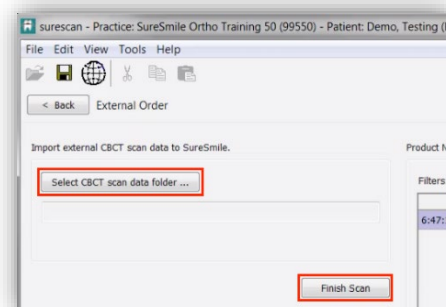 surescan - Practice: SureSmile Ortho Training 50 (99550) - Patient: Demo, Testing (
File Edit View Tools Help
< Back External Order
Import external CBCT scan data to SureSmile.
Product N
Select CBCT scan data folder ...
Filters
6:47:
Finish Scan